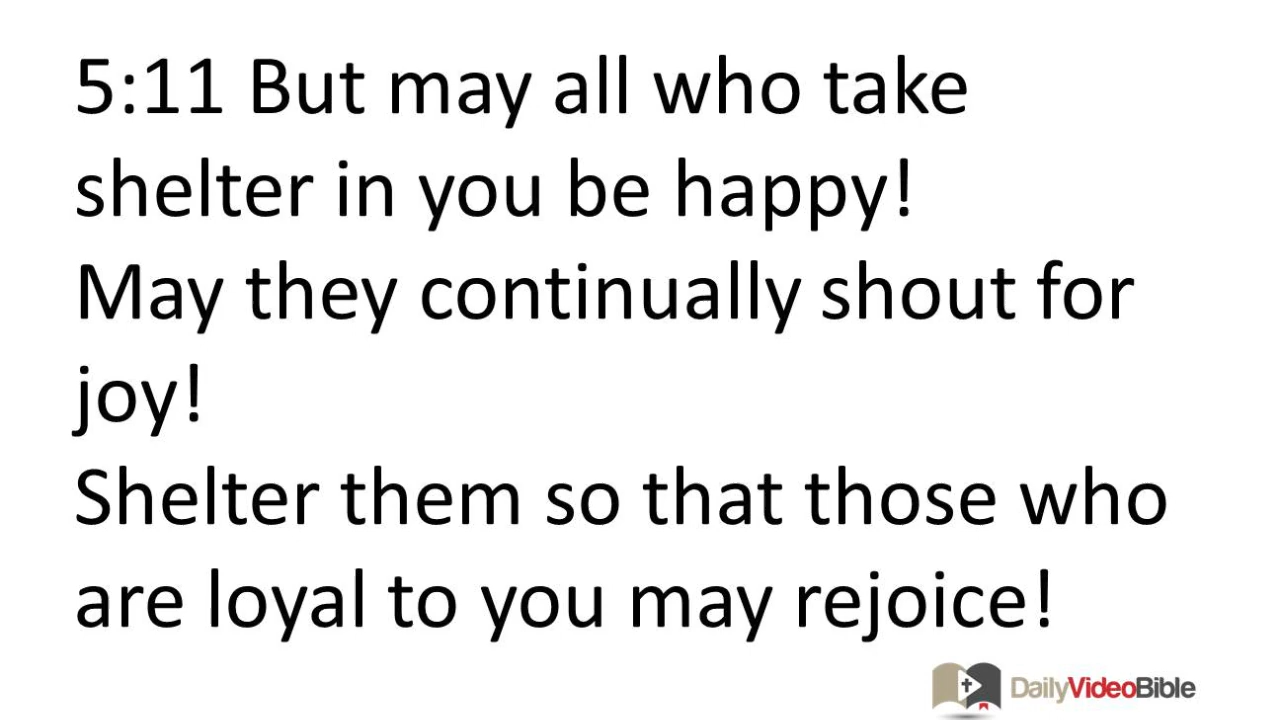 5:11 But may all who take
shelter in you be happy!
May they continually shout for
joy!
Shelter them so that those who
are loyal to you may rejoice!
DailyVideoBible